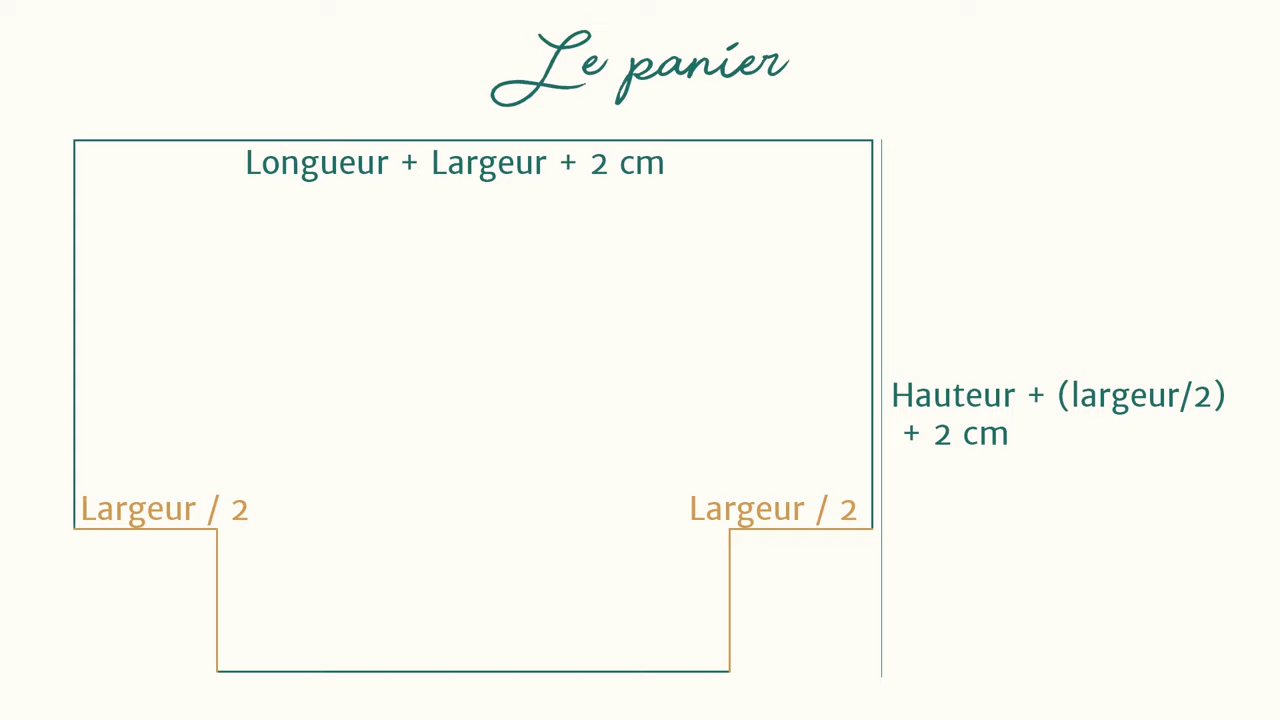 Le panier
Longueur + Largeur + 2 cm
Hauteur + (largeur/2)
+ 2 cm
Largeur / 2
Largeur / 2